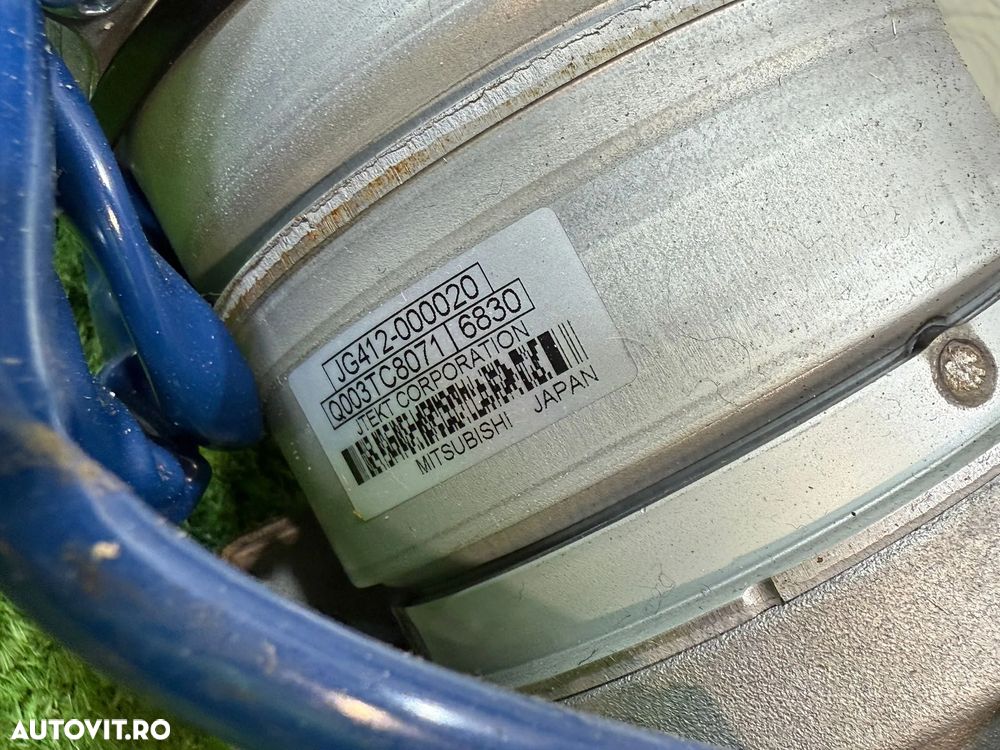 JG412-000020
Q003TC8071 6830
JTEKT CORPORATION
MITSUBISHI JAPAN
AUTOVIT.RO